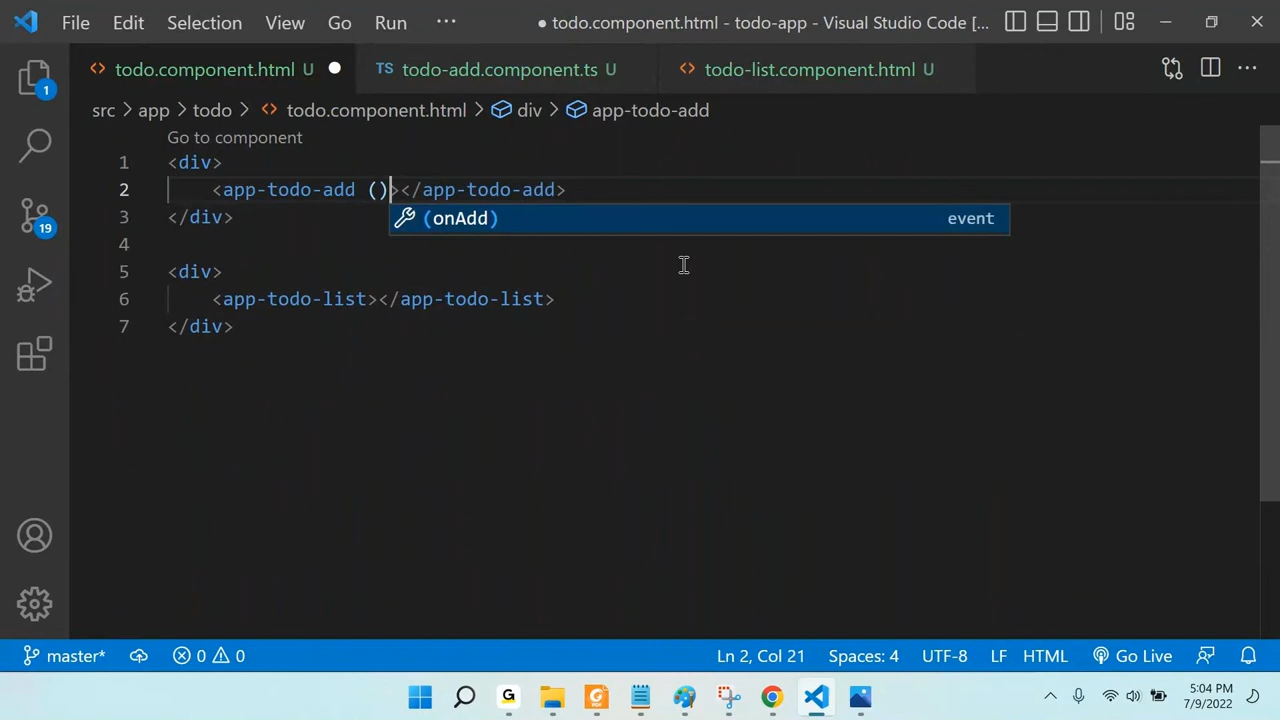 File Edit Selection View Go Run ··· ● todo.component.html - todo-app - Visual Studio Code [...
todo.component.html U ● TS todo-add.component.ts U todo-list.component.html U ···
src > app > todo > todo.component.html > div > app-todo-add
Go to component
1 <div>
2 <app-todo-add ()></app-todo-add>
(onAdd) event
3 </div>
4
5 <div>
6 <app-todo-list></app-todo-list>
7 </div>
1
19
master* 0 0 Ln 2, Col 21 Spaces: 4 UTF-8 LF HTML Go Live
G PDF 5:04 PM
7/9/2022